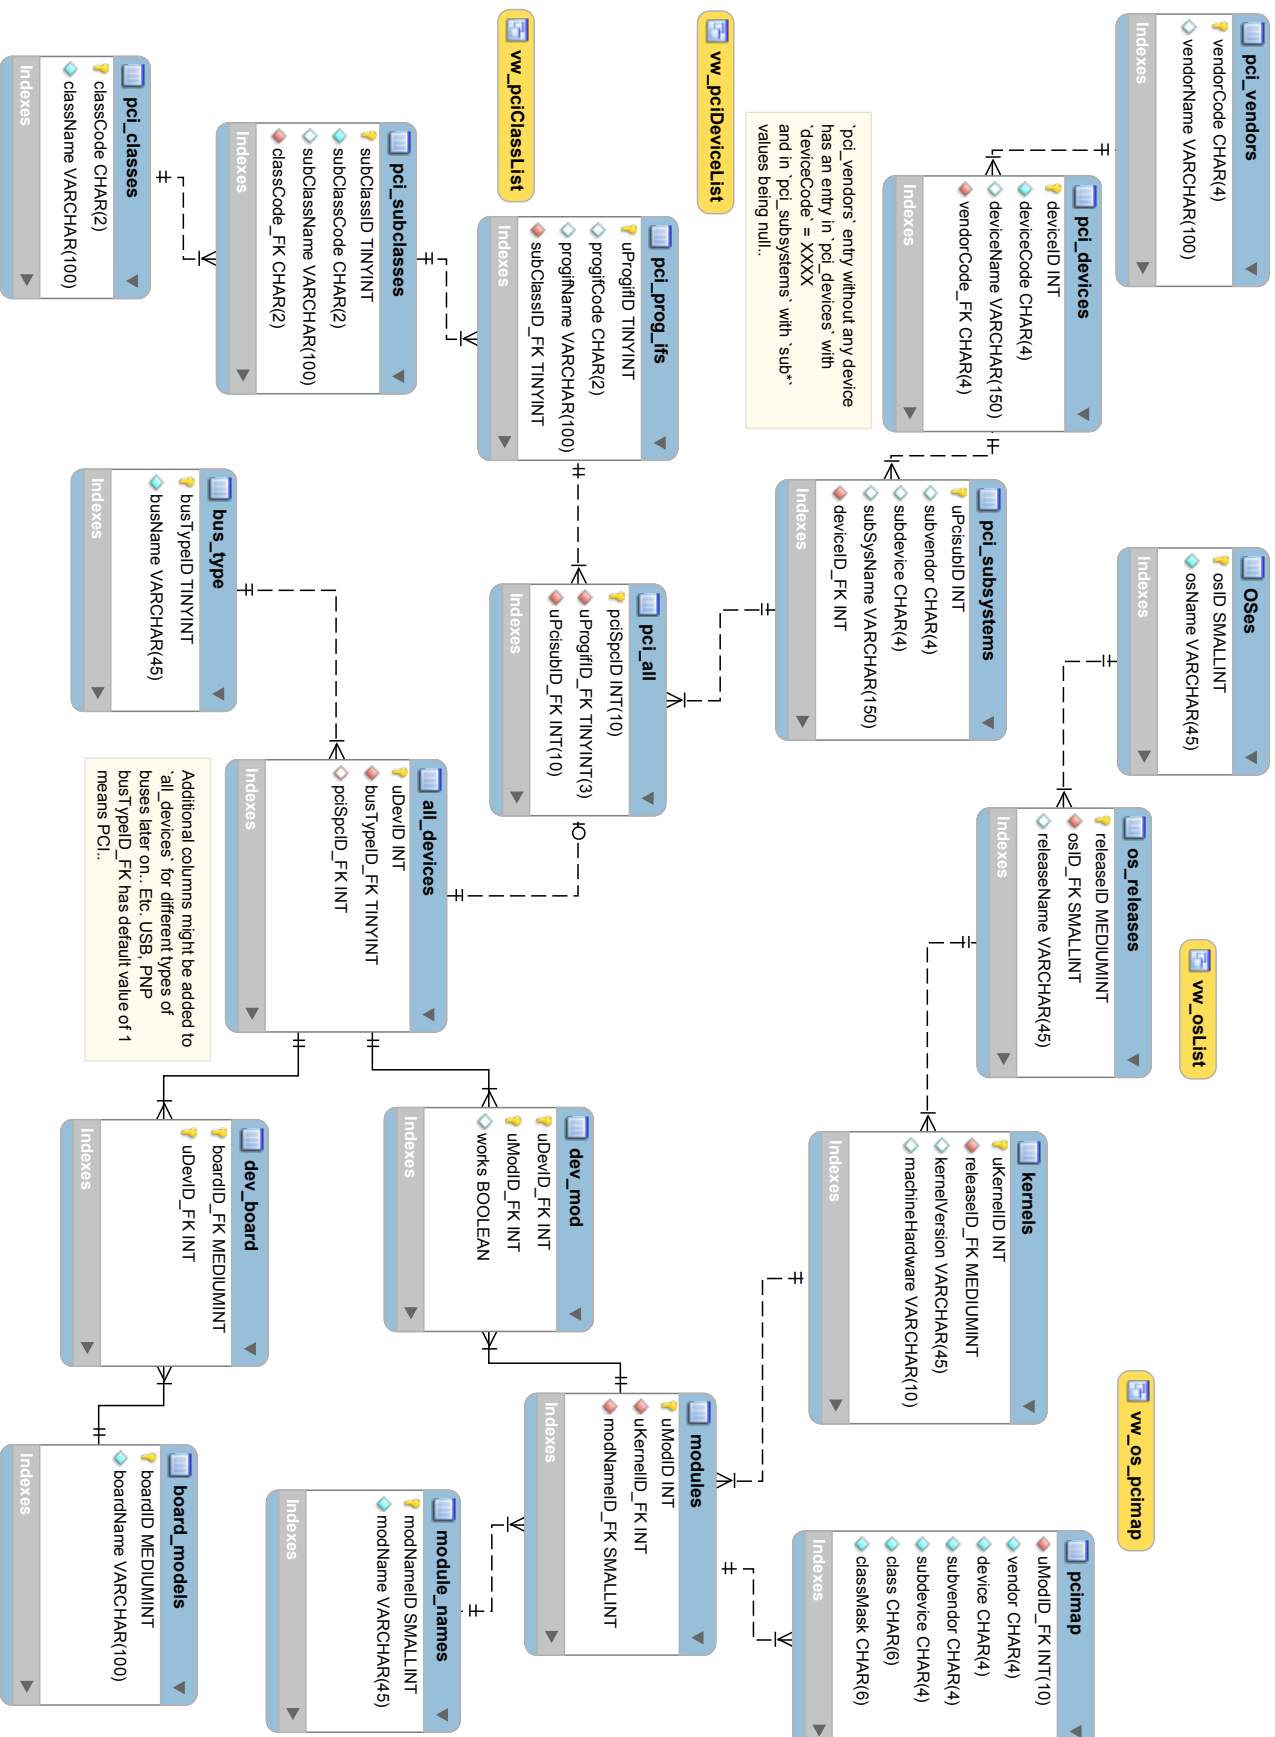 pci_vendors
vendorCode CHAR(4)
vendorName VARCHAR(100)
Indexes
pci_devices
deviceID INT
deviceCode CHAR(4)
deviceName VARCHAR(150)
vendorCode_FK CHAR(4)
Indexes
OSes
osID SMALLINT
osName VARCHAR(45)
Indexes
vw_osList
os_releases
releaseID MEDIUMINT
osID_FK SMALLINT
releaseName VARCHAR(45)
Indexes
vw_os_pcimap
pcimap
uModID_FK INT(10)
vendor CHAR(4)
device CHAR(4)
subvendor CHAR(4)
subdevice CHAR(4)
class CHAR(6)
classMask CHAR(6)
Indexes
kernels
uKernelID INT
releaseID_FK MEDIUMINT
kernelVersion VARCHAR(45)
machineHardware VARCHAR(10)
Indexes
pci_subsystems
uPcisubID INT
subvendor CHAR(4)
subdevice CHAR(4)
subSysName VARCHAR(150)
deviceID_FK INT
Indexes
`pci_vendors` entry without any device
has an entry in `pci_devices` with
`deviceCode` = XXXX
and in `pci_subsystems` with `sub*`
values being null..
vw_pciDeviceList
pci_prog_ifs
uProgifID TINYINT
progifCode CHAR(2)
progifName VARCHAR(100)
subClassID_FK TINYINT
Indexes
pci_all
pciSpcID INT(10)
uProgifID_FK TINYINT(3)
uPcisubID_FK INT(10)
Indexes
modules
uModID INT
uKernelID_FK INT
modNameID_FK SMALLINT
Indexes
vw_pciClassList
pci_subclasses
subClassID TINYINT
subClassCode CHAR(2)
subClassName VARCHAR(100)
classCode_FK CHAR(2)
Indexes
all_devices
uDevID INT
busTypeID_FK TINYINT
pciSpcID_FK INT
Indexes
dev_mod
uDevID_FK INT
uModID_FK INT
works BOOLEAN
Indexes
module_names
modNameID SMALLINT
modName VARCHAR(45)
Indexes
pci_classes
classCode CHAR(2)
className VARCHAR(100)
Indexes
bus_type
busTypeID TINYINT
busName VARCHAR(45)
Indexes
Additional columns might be added to
`all_devices` for different types of
buses later on.. Etc. USB, PNP
busTypeID_FK has default value of 1
means PCI..
dev_board
boardID_FK MEDIUMINT
uDevID_FK INT
Indexes
board_models
boardID MEDIUMINT
boardName VARCHAR(100)
Indexes